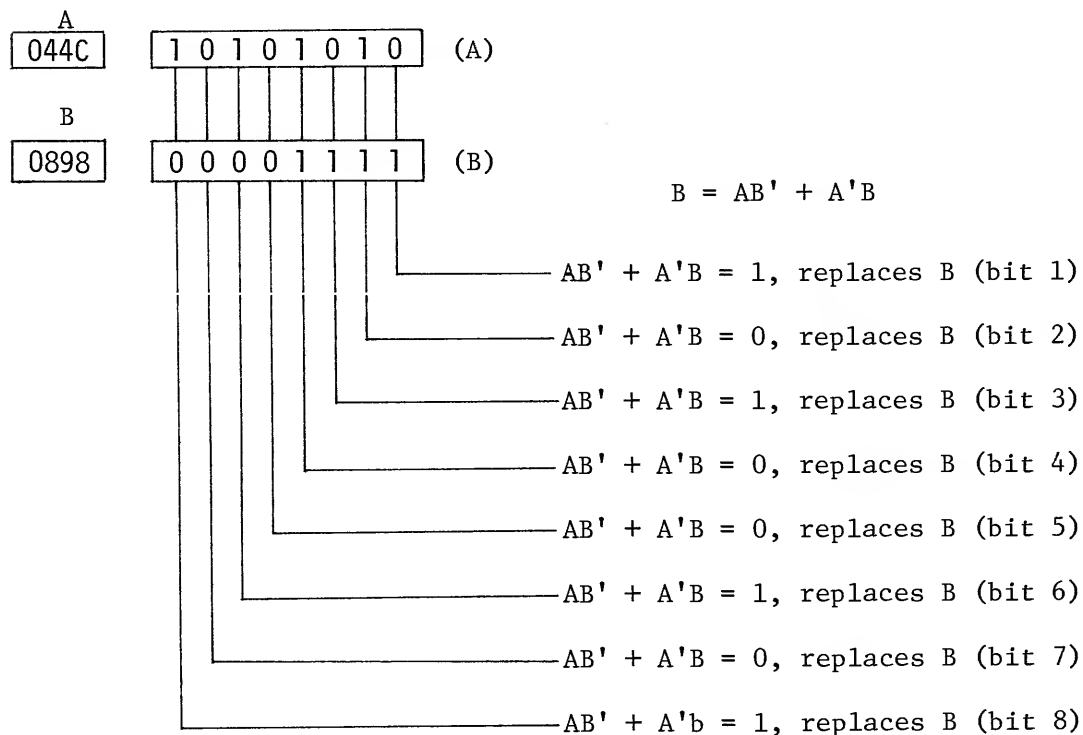 A
044C 1 0 1 0 1 0 1 0 (A)
B
0898 0 0 0 0 1 1 1 1 (B)
B = AB' + A'B
AB' + A'B = 1, replaces B (bit 1)
AB' + A'B = 0, replaces B (bit 2)
AB' + A'B = 1, replaces B (bit 3)
AB' + A'B = 0, replaces B (bit 4)
AB' + A'B = 0, replaces B (bit 5)
AB' + A'B = 1, replaces B (bit 6)
AB' + A'B = 0, replaces B (bit 7)
AB' + A'b = 1, replaces B (bit 8)